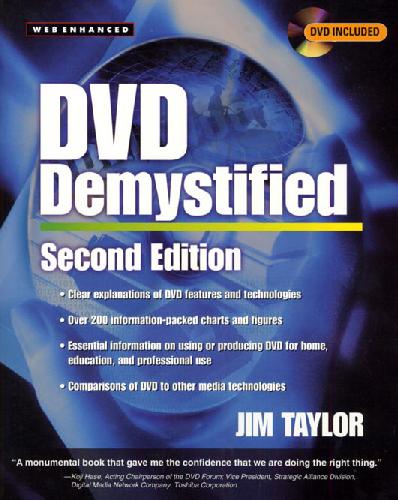 WEB ENHANCED
DVD INCLUDED
DVD
Demystified
Second Edition
• Clear explanations of DVD features and technologies
• Over 200 information-packed charts and figures
• Essential information on using or producing DVD for home,
education, and professional use
• Comparisons of DVD to other media technologies
JIM TAYLOR
"A monumental book that gave me the confidence that we are doing the right thing."
—Koji Hase, Acting Chairperson of the DVD Forum; Vice President, Strategic Alliance Division,
Digital Media Network Company, Toshiba Corporation